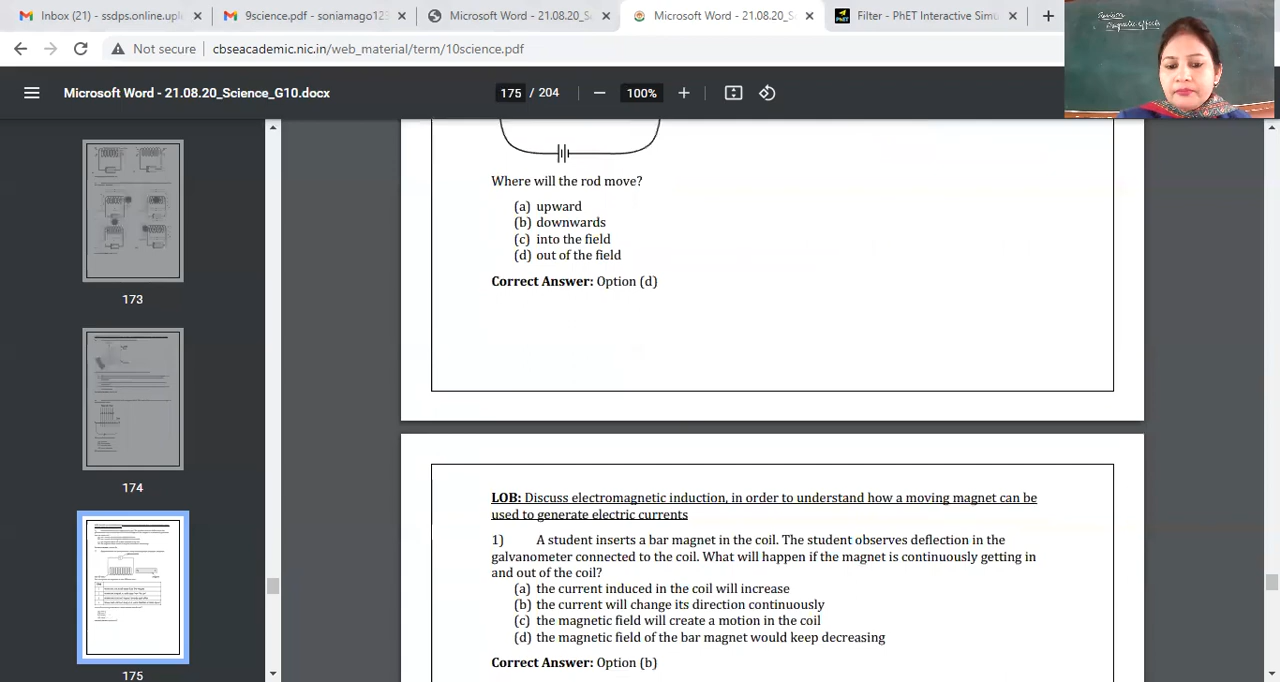 Inbox (21) - ssdps.online.upl
9science.pdf - soniamago123
Microsoft Word - 21.08.20_S
Microsoft Word - 21.08.20_S
Filter - PhET Interactive Simu
Not secure
cbseacademic.nic.in/web_material/term/10science.pdf
Microsoft Word - 21.08.20_Science_G10.docx
175 / 204
100%
173
174
175
Where will the rod move?
(a) upward
(b) downwards
(c) into the field
(d) out of the field
Correct Answer: Option (d)
LOB: Discuss electromagnetic induction, in order to understand how a moving magnet can be
used to generate electric currents
1) A student inserts a bar magnet in the coil. The student observes deflection in the
galvanometer connected to the coil. What will happen if the magnet is continuously getting in
and out of the coil?
(a) the current induced in the coil will increase
(b) the current will change its direction continuously
(c) the magnetic field will create a motion in the coil
(d) the magnetic field of the bar magnet would keep decreasing
Correct Answer: Option (b)